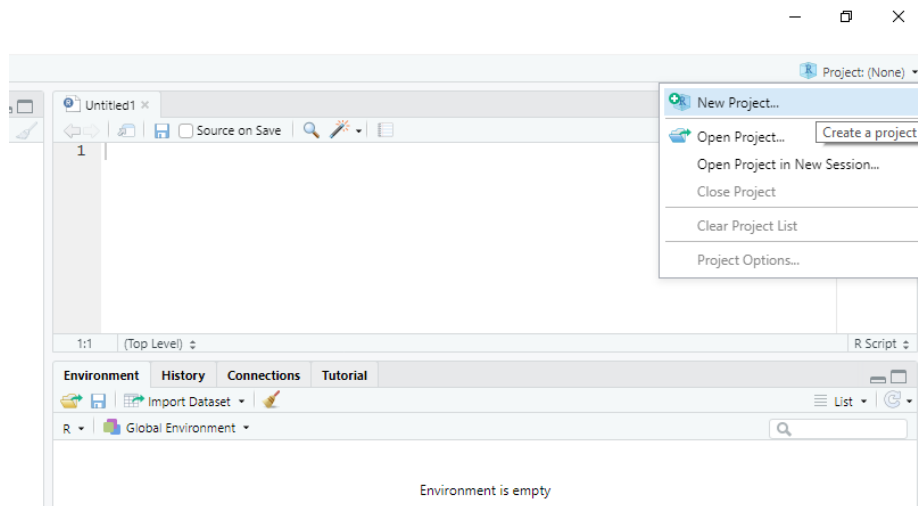 Project: (None)
Untitled1
New Project...
Source on Save
Open Project...
Create a project
1
Open Project in New Session...
Close Project
Clear Project List
Project Options...
1:1 (Top Level) R Script
Environment History Connections Tutorial
Import Dataset List
R Global Environment
Environment is empty